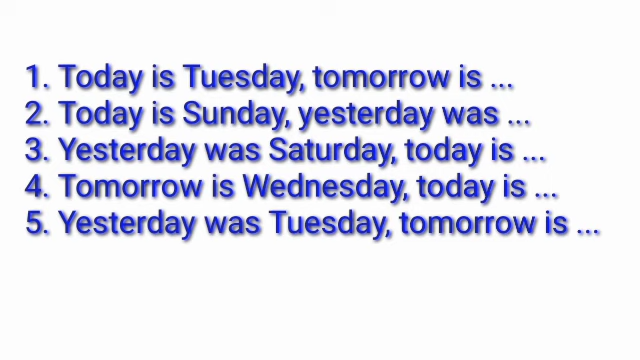 1. Today is Tuesday, tomorrow is ...
2. Today is Sunday, yesterday was ...
3. Yesterday was Saturday, today is ...
4. Tomorrow is Wednesday, today is ...
5. Yesterday was Tuesday, tomorrow is ...